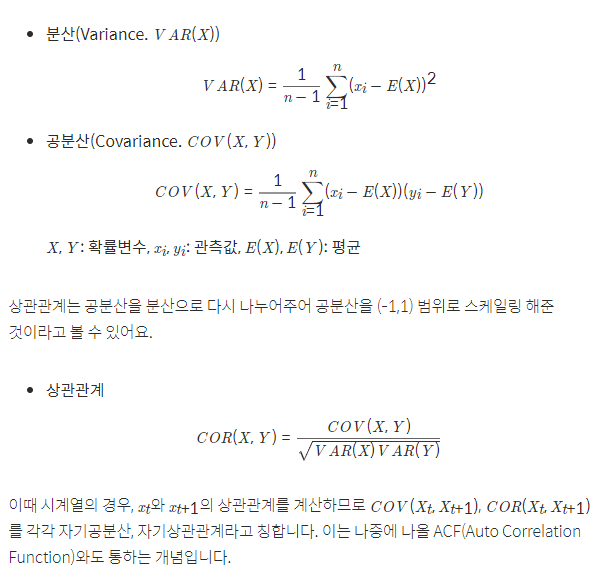 • 분산(Variance. VAR(X))
VAR(X) = \frac{1}{n-1} \sum_{i=1}^{n} (x_i − E(X))^2
• 공분산(Covariance. COV(X, Y))
COV(X, Y) = \frac{1}{n-1} \sum_{i=1}^{n} (x_i − E(X))(y_i − E(Y))
X, Y: 확률변수, x_i, y_i: 관측값, E(X), E(Y): 평균
상관관계는 공분산을 분산으로 다시 나누어주어 공분산을 (-1,1) 범위로 스케일링 해준
것이라고 볼 수 있어요.
• 상관관계
COR(X, Y) = \frac{COV(X, Y)}{\sqrt{VAR(X)VAR(Y)}}
이때 시계열의 경우, x_t와 x_{t+1}의 상관관계를 계산하므로 COV(X_t, X_{t+1}), COR(X_t, X_{t+1})
를 각각 자기공분산, 자기상관관계라고 칭합니다. 이는 나중에 나올 ACF(Auto Correlation
Function)와도 통하는 개념입니다.